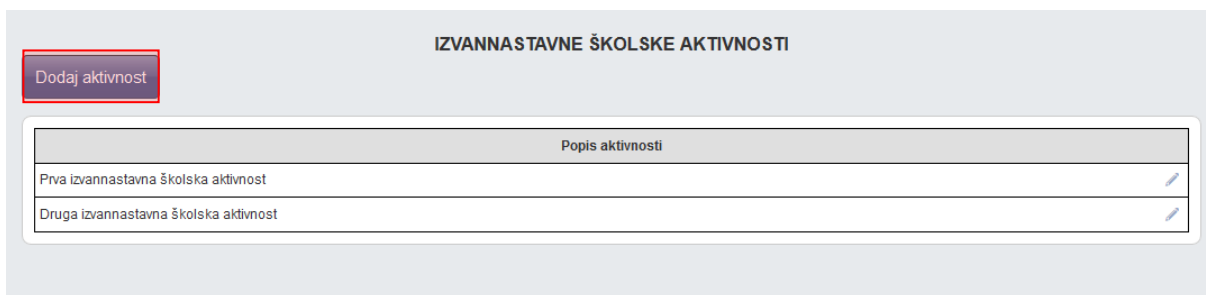 IZVANNASTAVNE ŠKOLSKE AKTIVNOSTI
Dodaj aktivnost
Popis aktivnosti
Prva izvannastavna školska aktivnost
Druga izvannastavna školska aktivnost